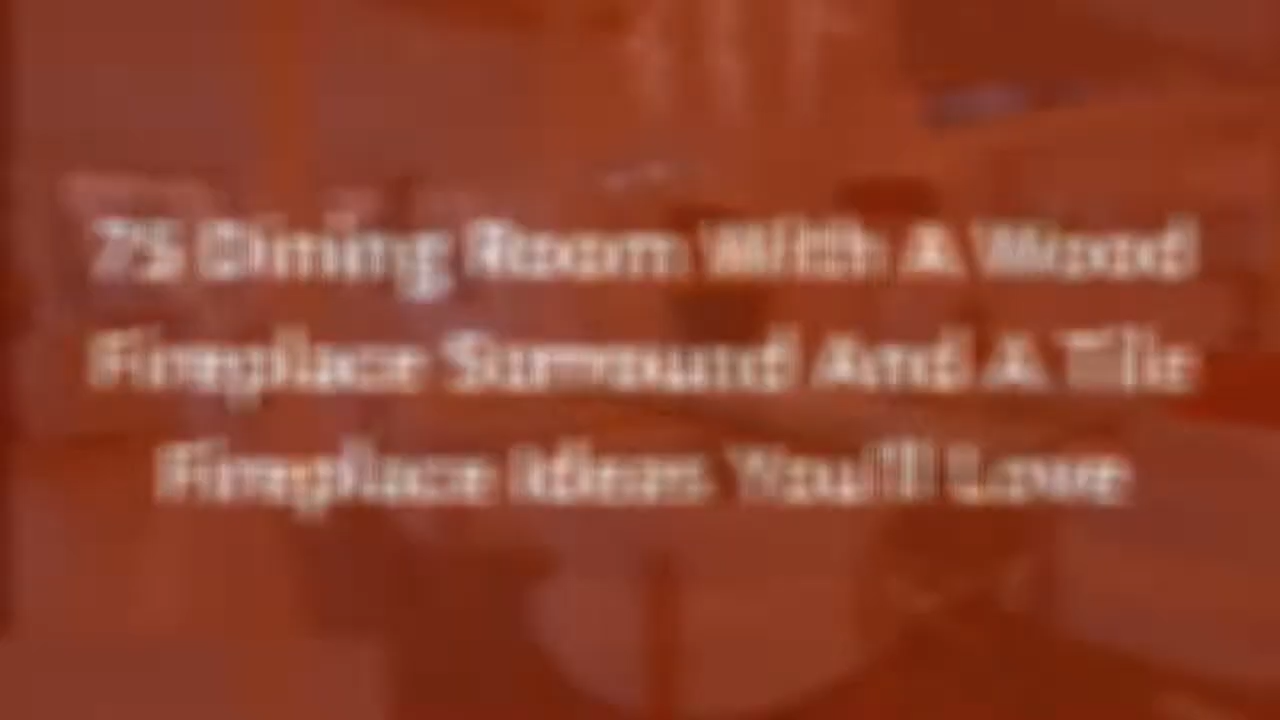 75 Dining Room With A Wood
Fireplace Surround And A Tile
Fireplace Ideas You'll Love